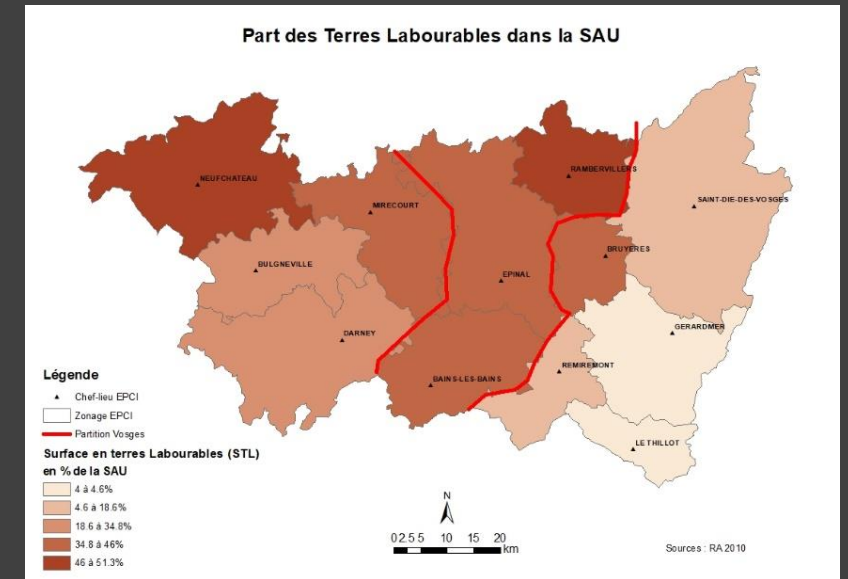 Part des Terres Labourables dans la SAU
NEUFCHATEAU
RAMBERVILLERS
SAINT-DIE-DES-VOSGES
MIRECOURT
BRUYERES
BULGNEVILLE
EPINAL
GERARDMER
DARNEY
REMIREMONT
BAINS-LES-BAINS
LE THILLOT
Légende
Chef-lieu EPCI
Zonage EPCI
Partition Vosges
Surface en terres Labourables (STL)
en % de la SAU
4 à 4.6%
4.6 à 18.6%
18.6 à 34.8%
34.8 à 46%
46 à 51.3%
N
0 2.5 5 10 15 20
km
Sources : RA 2010